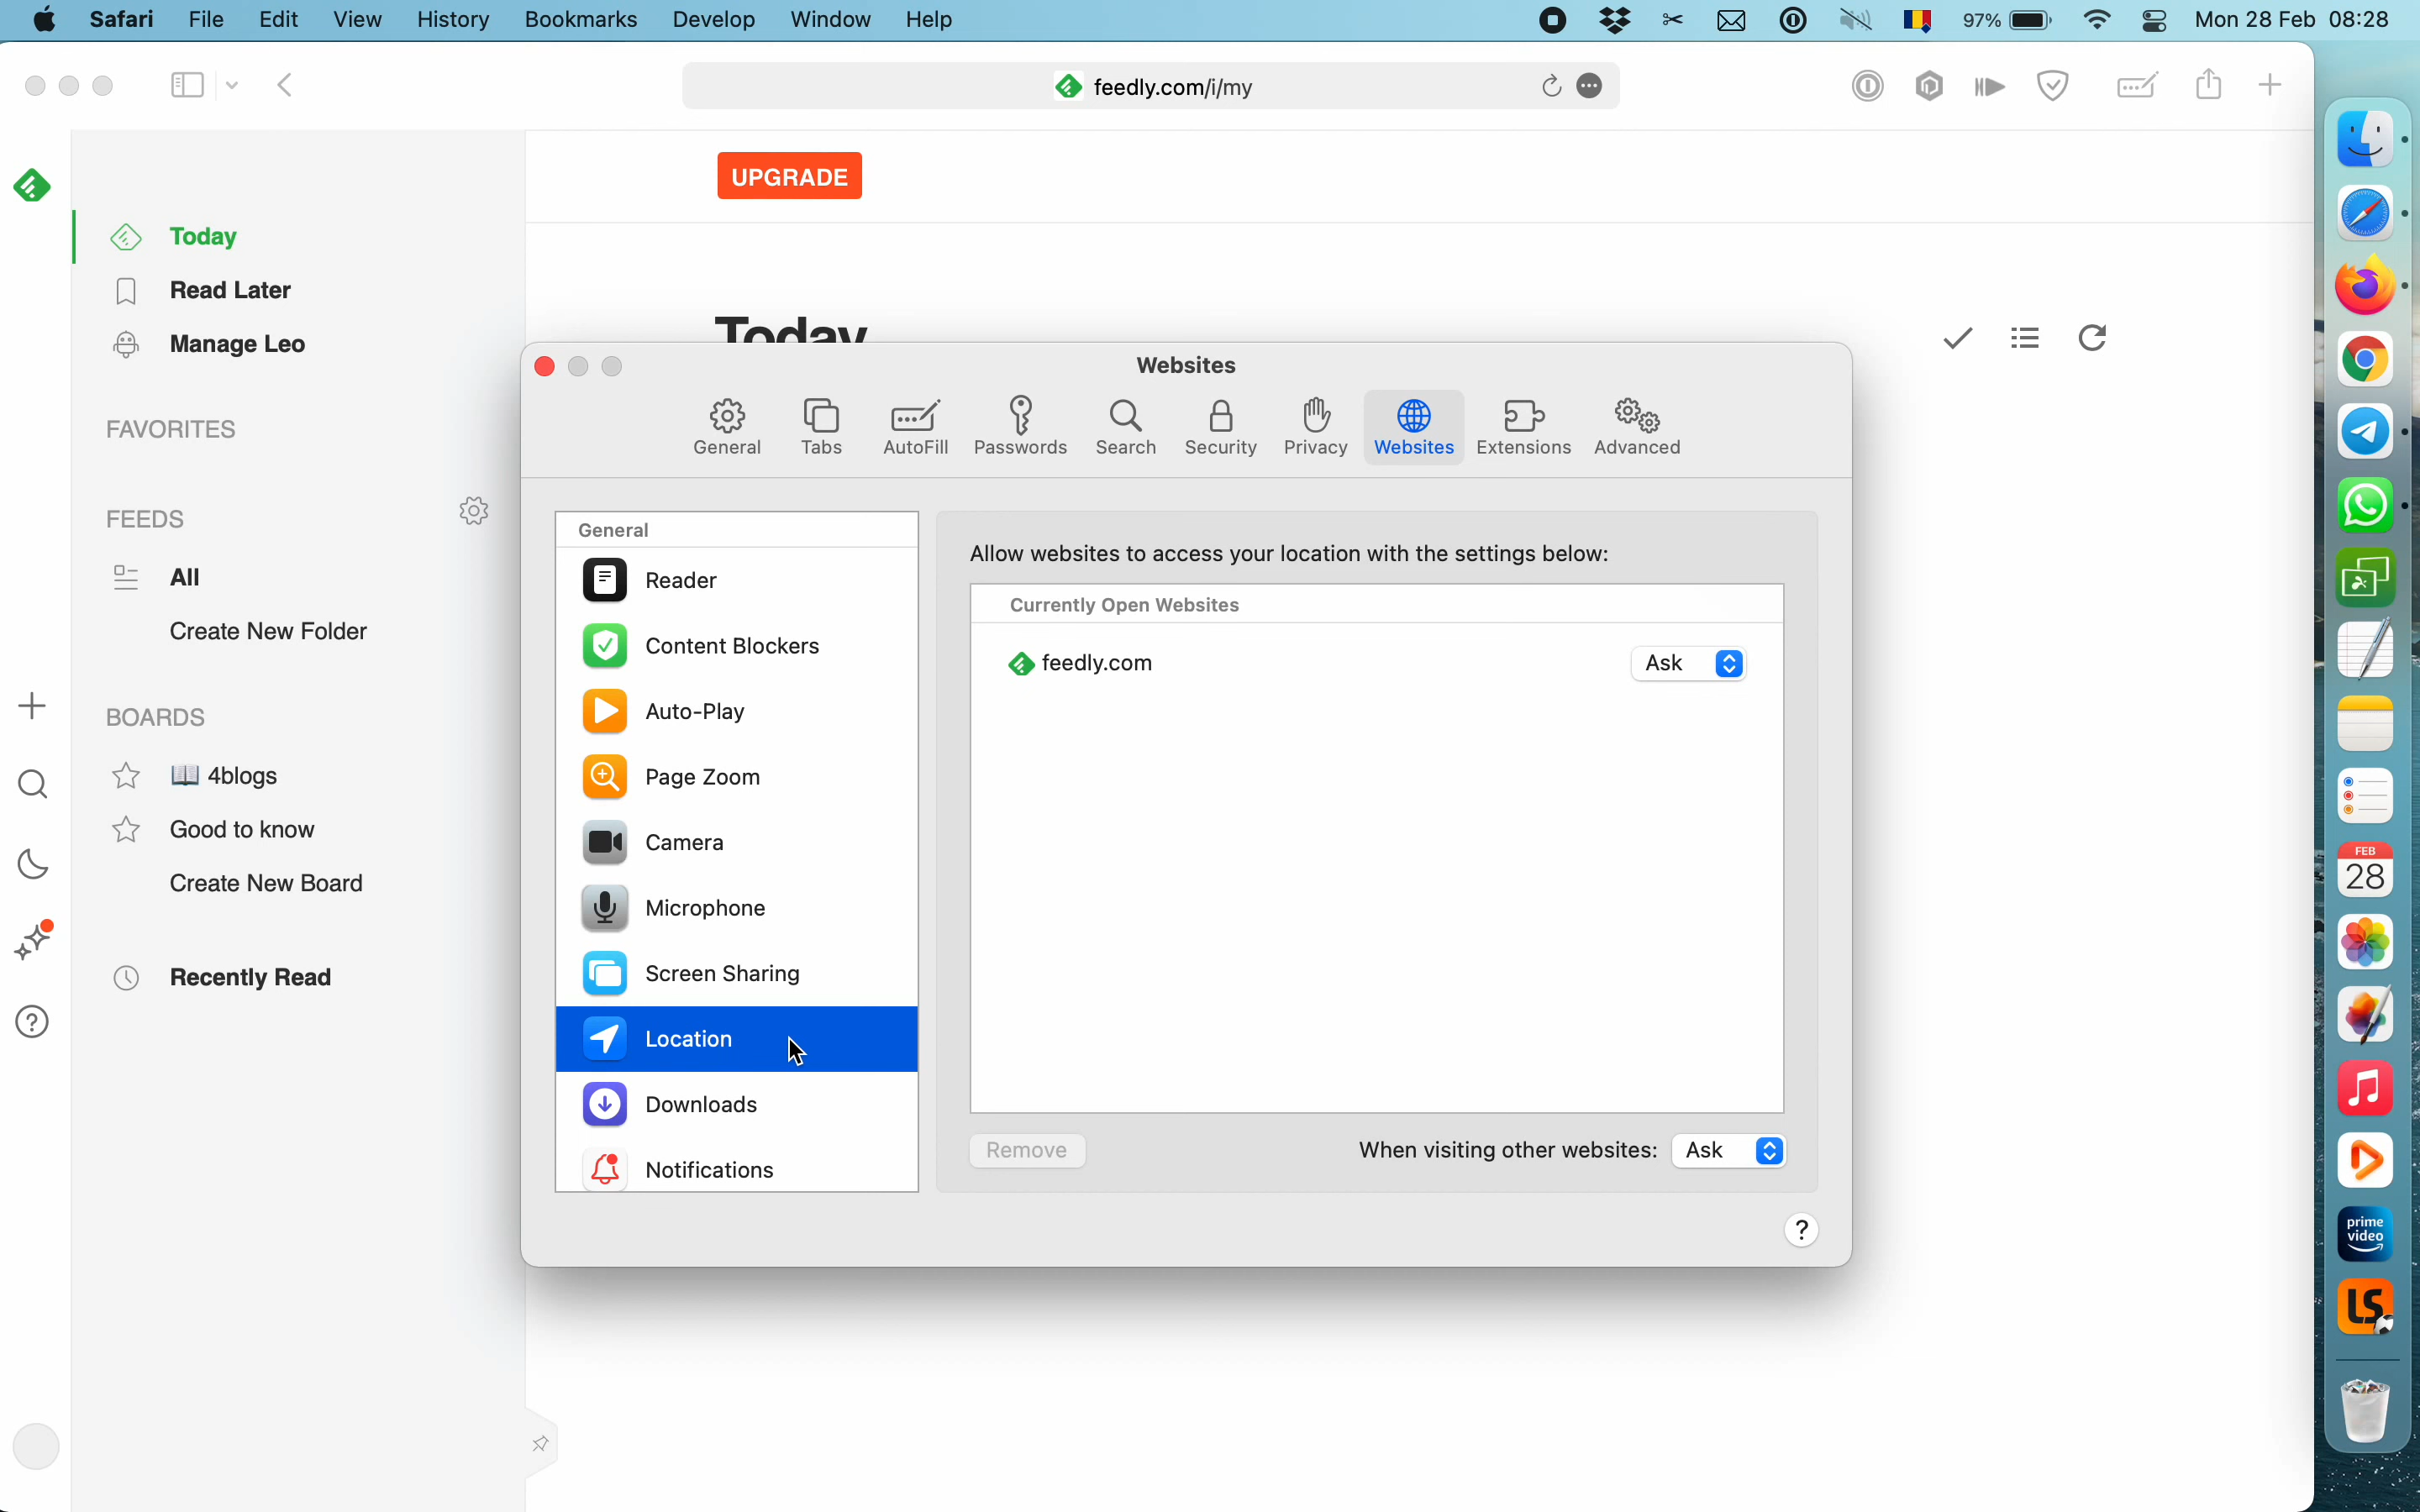 Safari File Edit View History Bookmarks Develop Window Help 97% Mon 28 Feb 08:28
feedly.com/i/my
UPGRADE
Today
Read Later
Manage Leo
FAVORITES
FEEDS
All
Create New Folder
BOARDS
4blogs
Good to know
Create New Board
Recently Read
Today
Websites
General Tabs AutoFill Passwords Search Security Privacy Websites Extensions Advanced
General
Reader
Content Blockers
Auto-Play
Page Zoom
Camera
Microphone
Screen Sharing
Location
Downloads
Notifications
Allow websites to access your location with the settings below:
Currently Open Websites
feedly.com Ask
Remove When visiting other websites: Ask
?
FEB
28
prime
video
LS